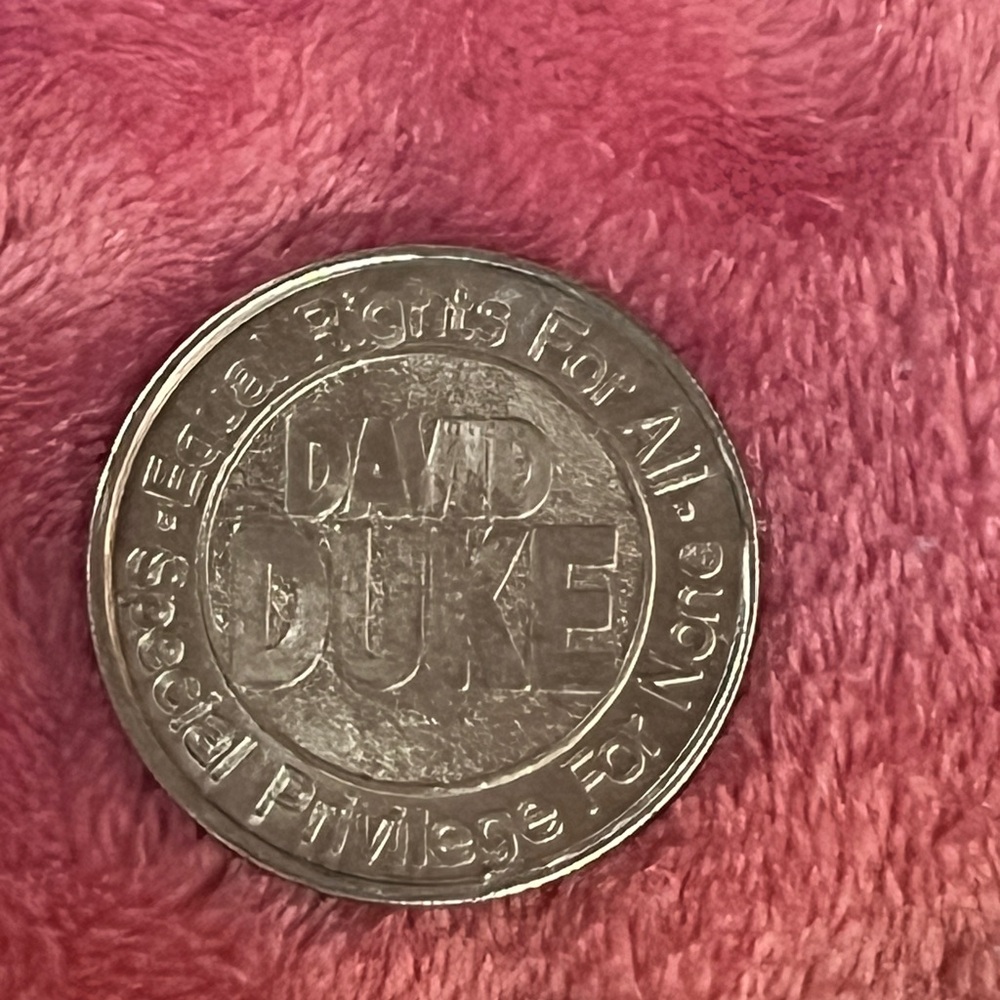 Equal Rights For All.
DAVID
DUKE
Special Privilege For None